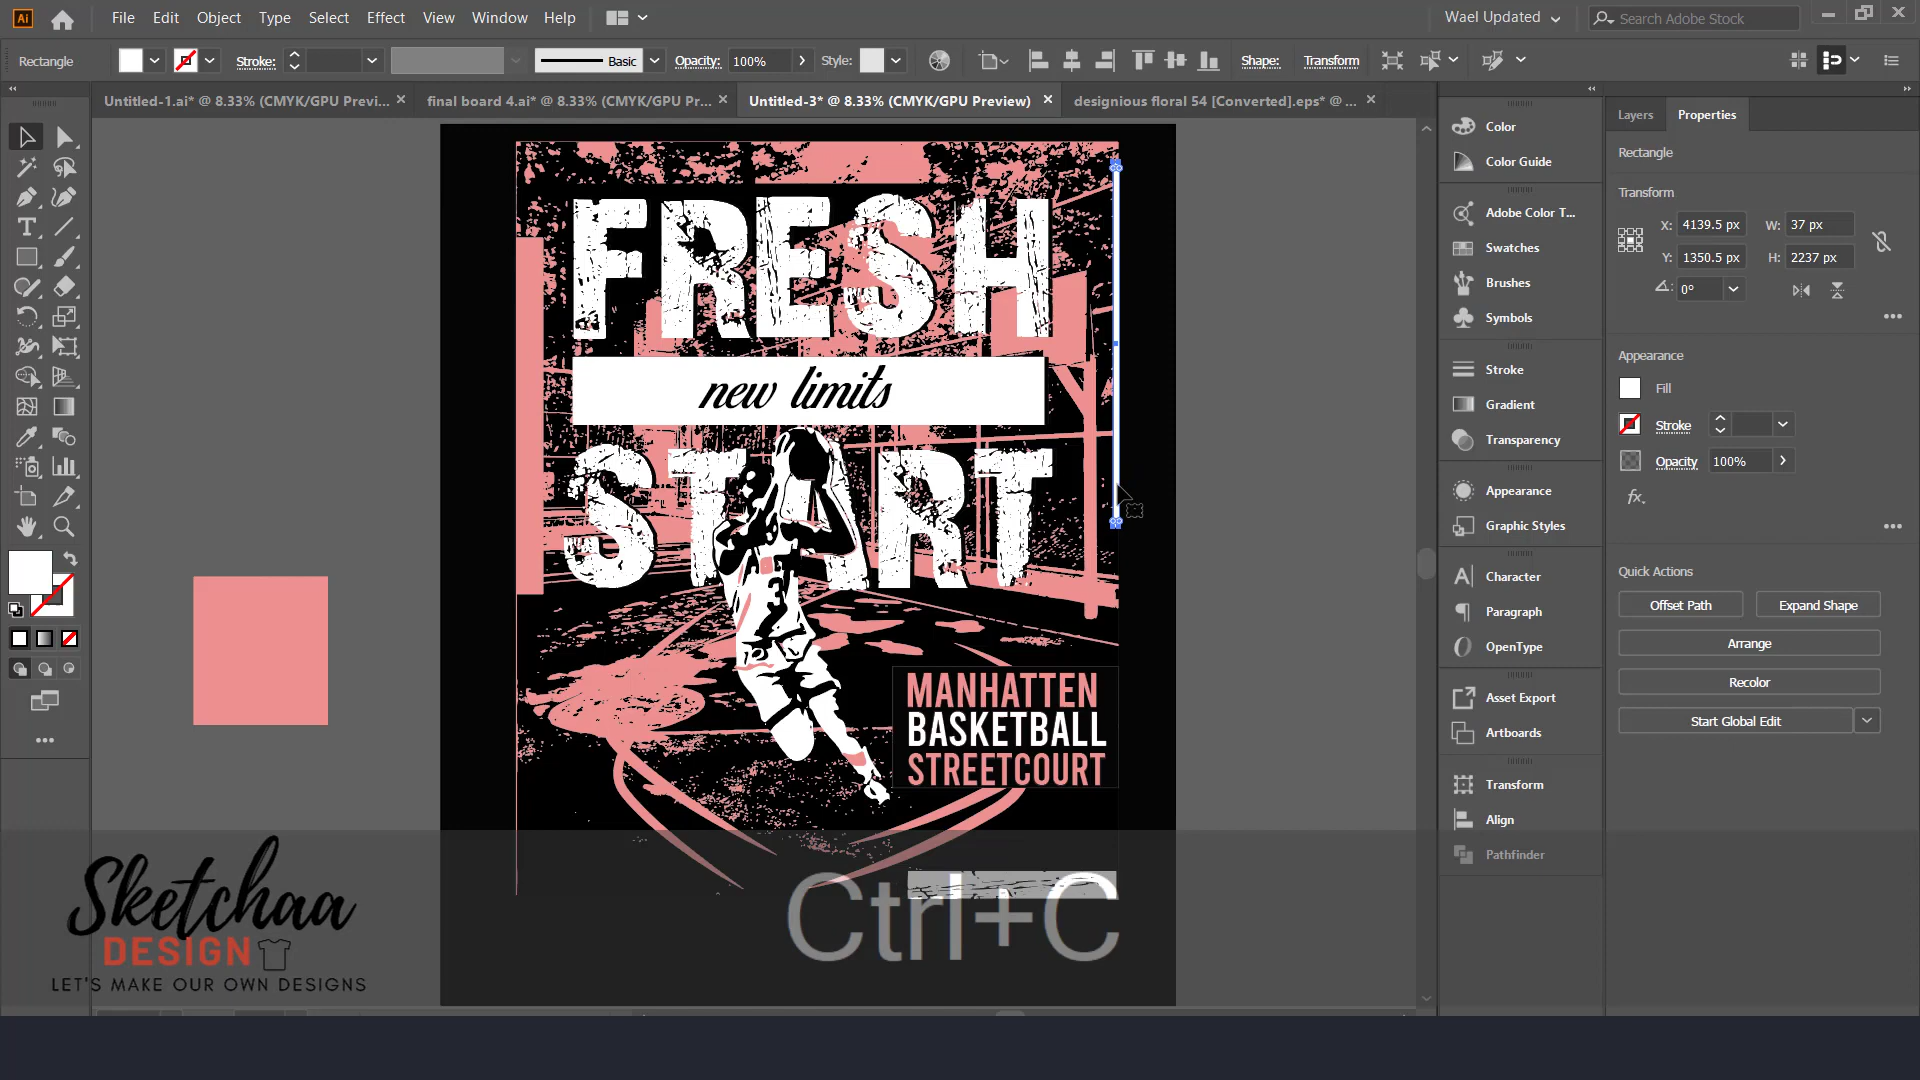 File Edit Object Type Select Effect View Window Help
Wael Updated
Search Adobe Stock
Rectangle
Stroke:
Basic
Opacity: 100%
Style:
Shape:
Transform
Untitled-1.ai* @ 8.33% (CMYK/GPU Previ...
final board 4.ai* @ 8.33% (CMYK/GPU Pr...
Untitled-3* @ 8.33% (CMYK/GPU Preview)
designious floral 54 [Converted].eps* @ ...
FRESH
new limits
START
3
MANHATTEN
BASKETBALL
STREETCOURT
Ctrl+C
Sketchaa
DESIGN
LET'S MAKE OUR OWN DESIGNS
Color
Color Guide
Adobe Color T...
Swatches
Brushes
Symbols
Stroke
Gradient
Transparency
Appearance
Graphic Styles
Character
Paragraph
OpenType
Asset Export
Artboards
Transform
Align
Pathfinder
Layers Properties
Rectangle
Transform
X: 4139.5 px W: 37 px
Y: 1350.5 px H: 2237 px
0°
Appearance
Fill
Stroke
Opacity 100%
fx.
Quick Actions
Offset Path Expand Shape
Arrange
Recolor
Start Global Edit